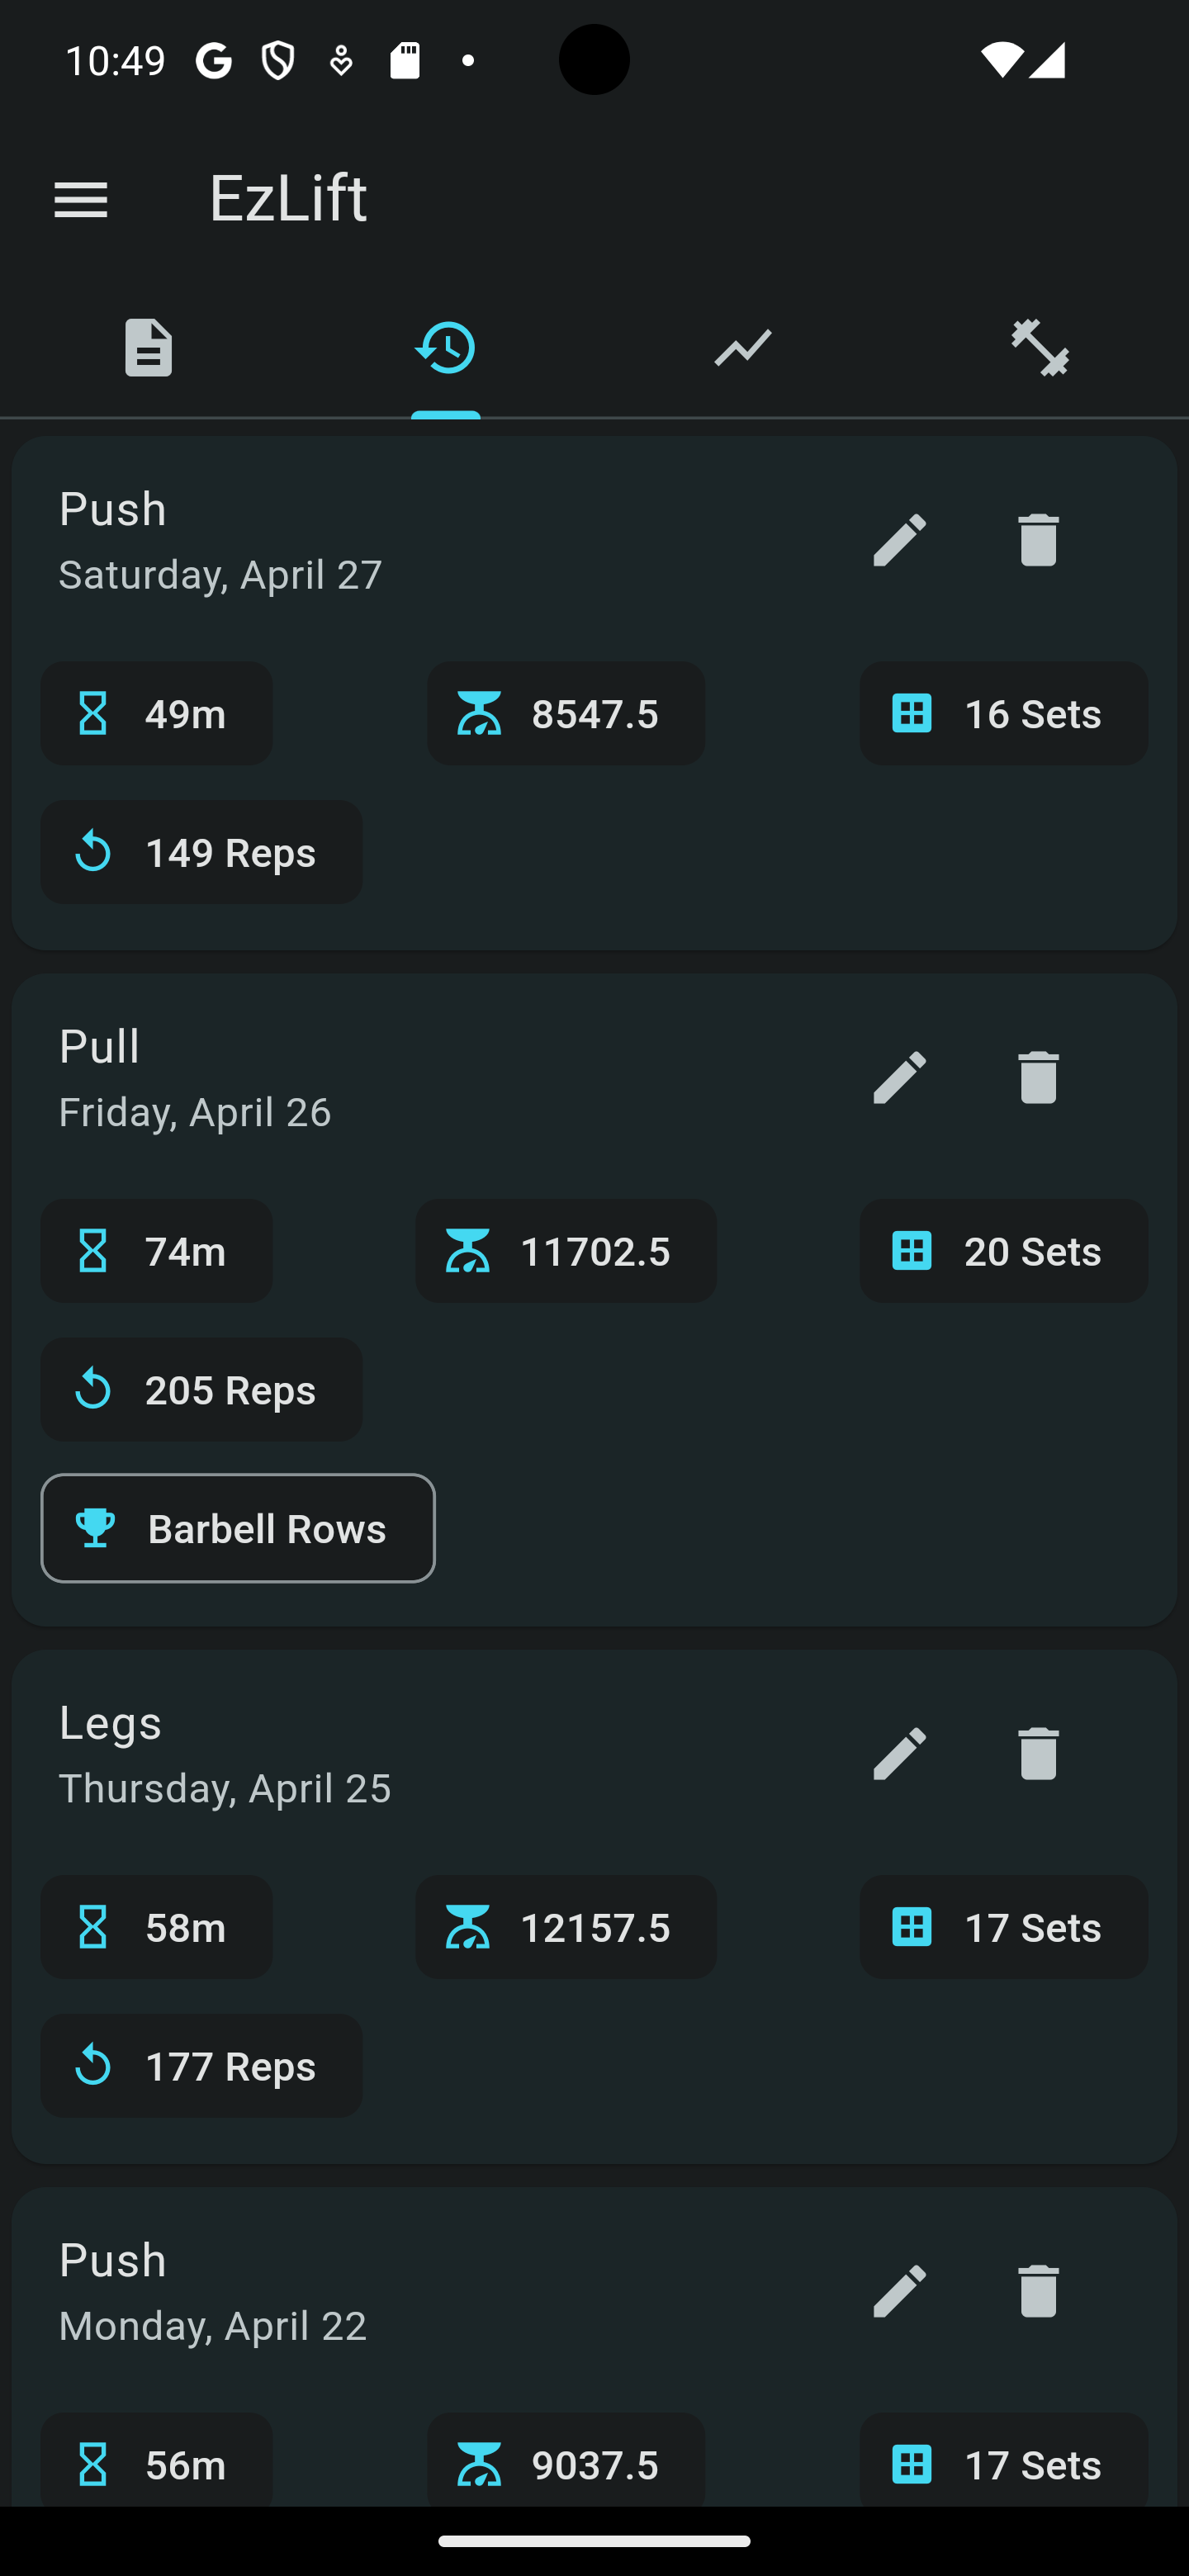 10:49
EzLift
Push
Saturday, April 27
49m
8547.5
16 Sets
149 Reps
Pull
Friday, April 26
74m
11702.5
20 Sets
205 Reps
Barbell Rows
Legs
Thursday, April 25
58m
12157.5
17 Sets
177 Reps
Push
Monday, April 22
56m
9037.5
17 Sets